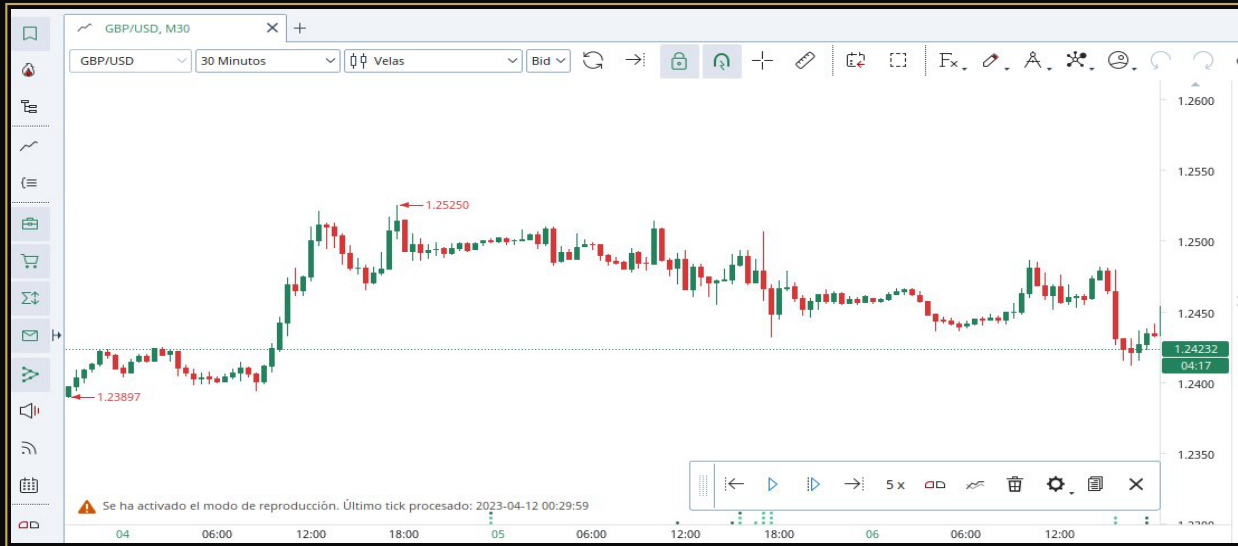 GBP/USD, M30
GBP/USD 30 Minutos Velas Bid Fx
1.2600
1.2550
1.25250
1.2500
1.2450
1.24232
04:17
1.2400
1.23897
1.2350
5 x
Se ha activado el modo de reproducción. Último tick procesado: 2023-04-12 00:29:59
04 06:00 12:00 18:00 05 06:00 12:00 18:00 06 06:00 12:00